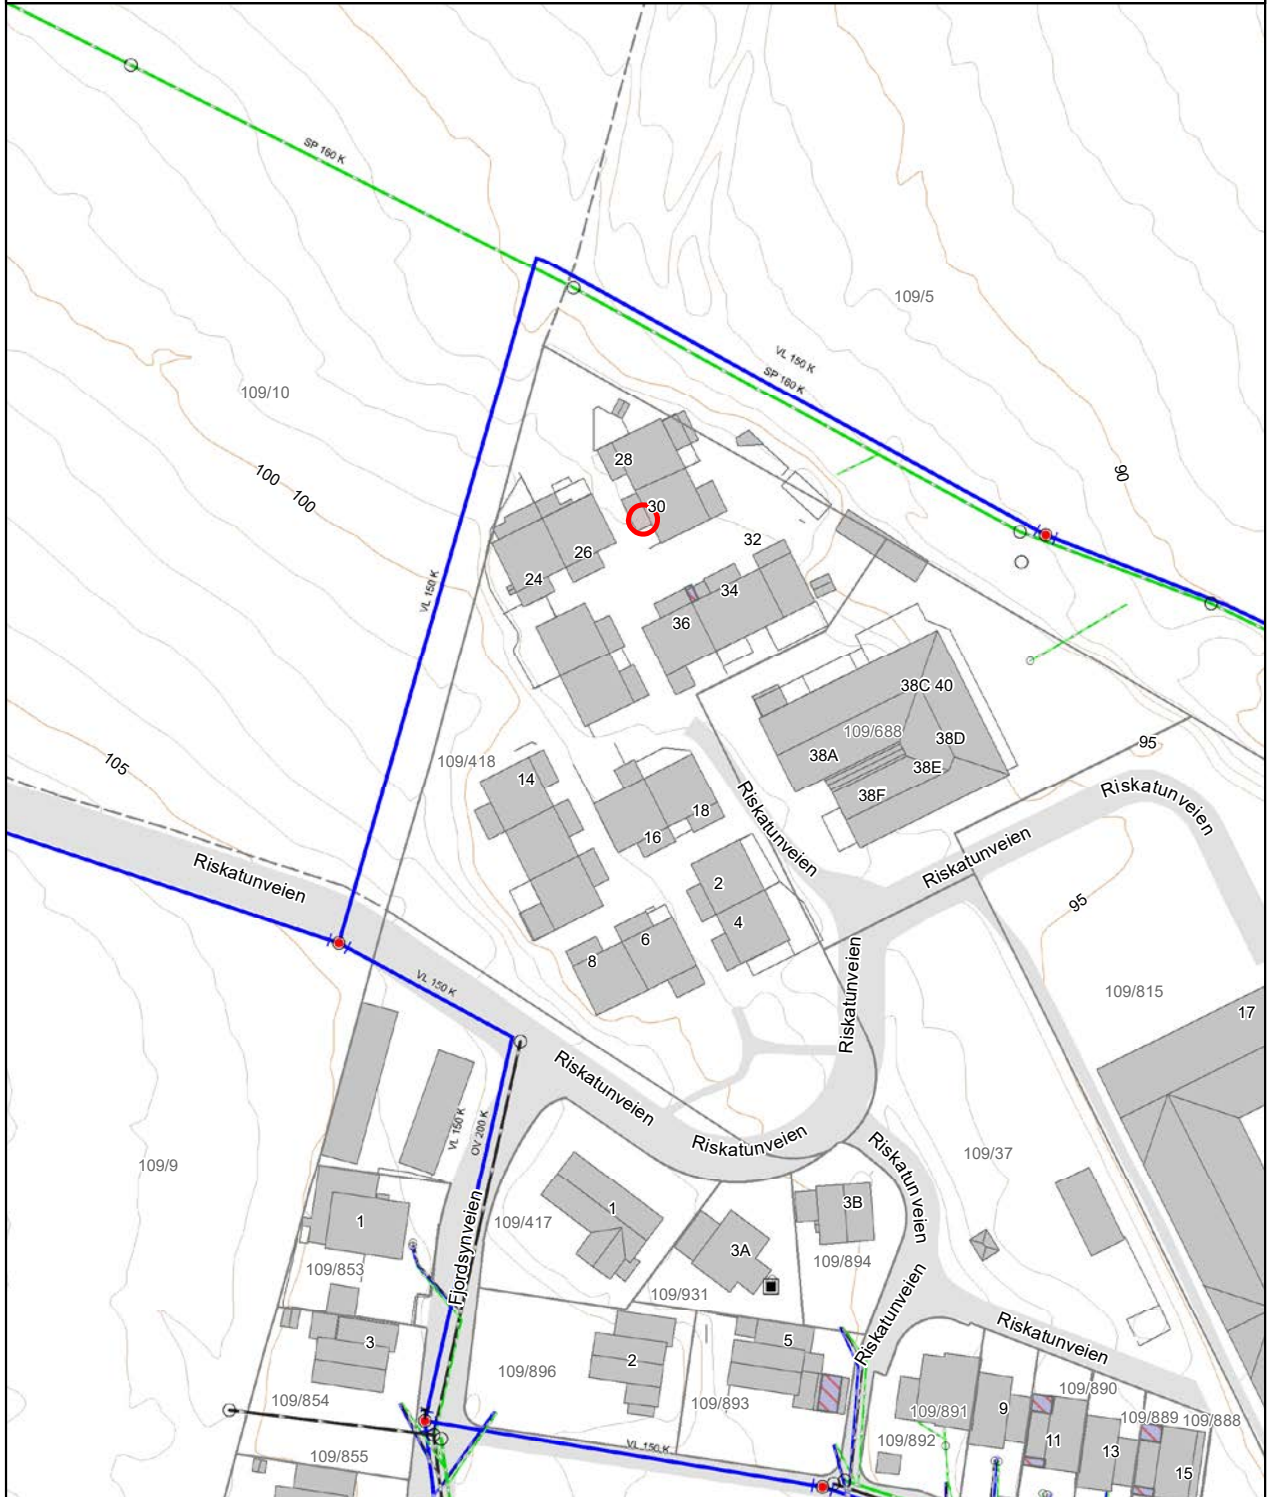 SP 160 K
109/5
VL 150 K
SP 160 K
109/10
100
100
90
28
30
26
24
32
34
36
VL 150 K
38C 40
109/688
38D
38A
38E
38F
95
109/418
105
14
18
16
Riskatunveien
Riskatunveien
Riskatunveien
Riskatunveien
2
4
6
8
95
VL 150 K
Riskatunveien
109/815
17
Riskatunveien
Riskatunveien
VL 150 K
OV 200 K
109/9
Riskatunveien
109/37
Fjordsynveien
1
1
109/417
3B
3A
109/894
109/853
109/931
Riskatunveien
Riskatunveien
3
2
5
109/896
109/854
109/893
109/890
109/891
109/889
109/888
9
109/892
11
13
15
VL 150 K
109/855